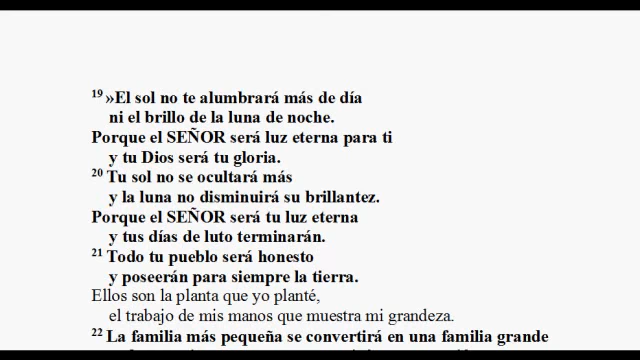 19 »El sol no te alumbrará más de día
ni el brillo de la luna de noche.
Porque el SEÑOR será luz eterna para ti
y tu Dios será tu gloria.
20 Tu sol no se ocultará más
y la luna no disminuirá su brillantez.
Porque el SEÑOR será tu luz eterna
y tus días de luto terminarán.
21 Todo tu pueblo será honesto
y poseerán para siempre la tierra.
Ellos son la planta que yo planté,
el trabajo de mis manos que muestra mi grandeza.
22 La familia más pequeña se convertirá en una familia grande